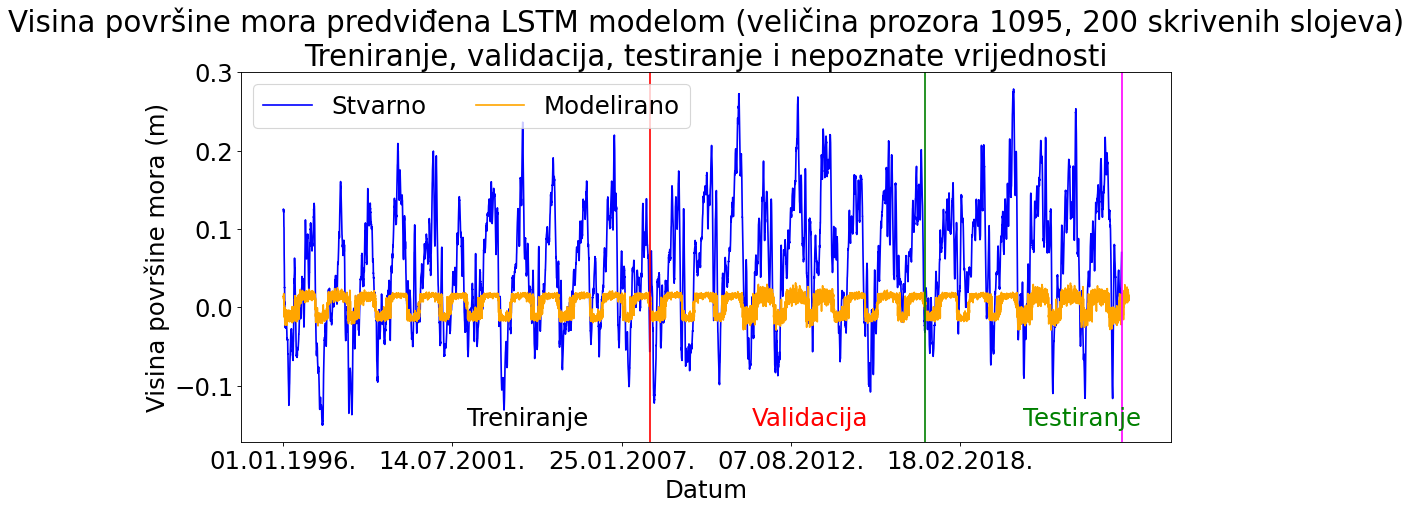 Visina površine mora predviđena LSTM modelom (veličina prozora 1095, 200 skrivenih slojeva)
Treniranje, validacija, testiranje i nepoznate vrijednosti
Stvarno Modelirano
Visina površine mora (m)
0.3
0.2
0.1
0.0
−0.1
Treniranje Validacija Testiranje
01.01.1996. 14.07.2001. 25.01.2007. 07.08.2012. 18.02.2018.
Datum